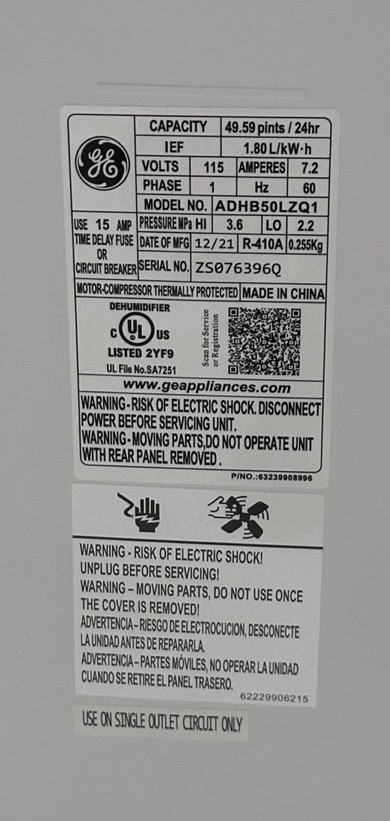 GE
CAPACITY 49.59 pints / 24hr
IEF 1.80 L/kW·h
VOLTS 115 AMPERES 7.2
PHASE 1 Hz 60
MODEL NO. ADHB50LZQ1
USE 15 AMP
TIME DELAY FUSE
OR
CIRCUIT BREAKER
PRESSURE MPa HI 3.6 LO 2.2
DATE OF MFG 12/21 R-410A 0.255Kg
SERIAL NO. ZS076396Q
MOTOR-COMPRESSOR THERMALLY PROTECTED MADE IN CHINA
DEHUMIDIFIER
C UL US
LISTED 2YF9
UL File No.SA7251
Scan for Service
or Registration
www.geappliances.com
WARNING-RISK OF ELECTRIC SHOCK. DISCONNECT
POWER BEFORE SERVICING UNIT.
WARNING-MOVING PARTS,DO NOT OPERATE UNIT
WITH REAR PANEL REMOVED.
P/NO.:63239908996
WARNING - RISK OF ELECTRIC SHOCK!
UNPLUG BEFORE SERVICING!
WARNING – MOVING PARTS, DO NOT USE ONCE
THE COVER IS REMOVED!
ADVERTENCIA – RIESGO DE ELECTROCUCION, DESCONECTE
LA UNIDAD ANTES DE REPARARLA.
ADVERTENCIA – PARTES MÓVILES, NO OPERAR LA UNIDAD
CUANDO SE RETIRE EL PANEL TRASERO.
62229906215
USE ON SINGLE OUTLET CIRCUIT ONLY